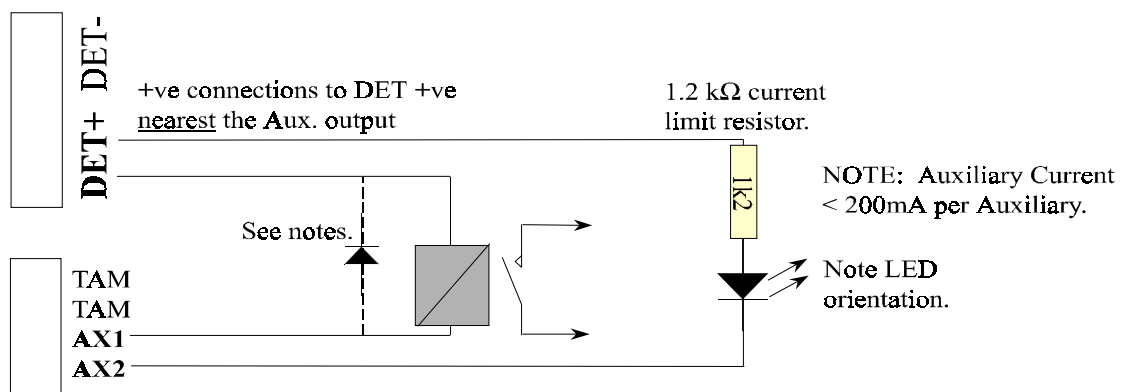 DET+ DET-
+ve connections to DET +ve
nearest the Aux. output
1.2 kΩ current
limit resistor.
1k2
NOTE: Auxiliary Current
< 200mA per Auxiliary.
See notes.
Note LED
orientation.
TAM
TAM
AX1
AX2